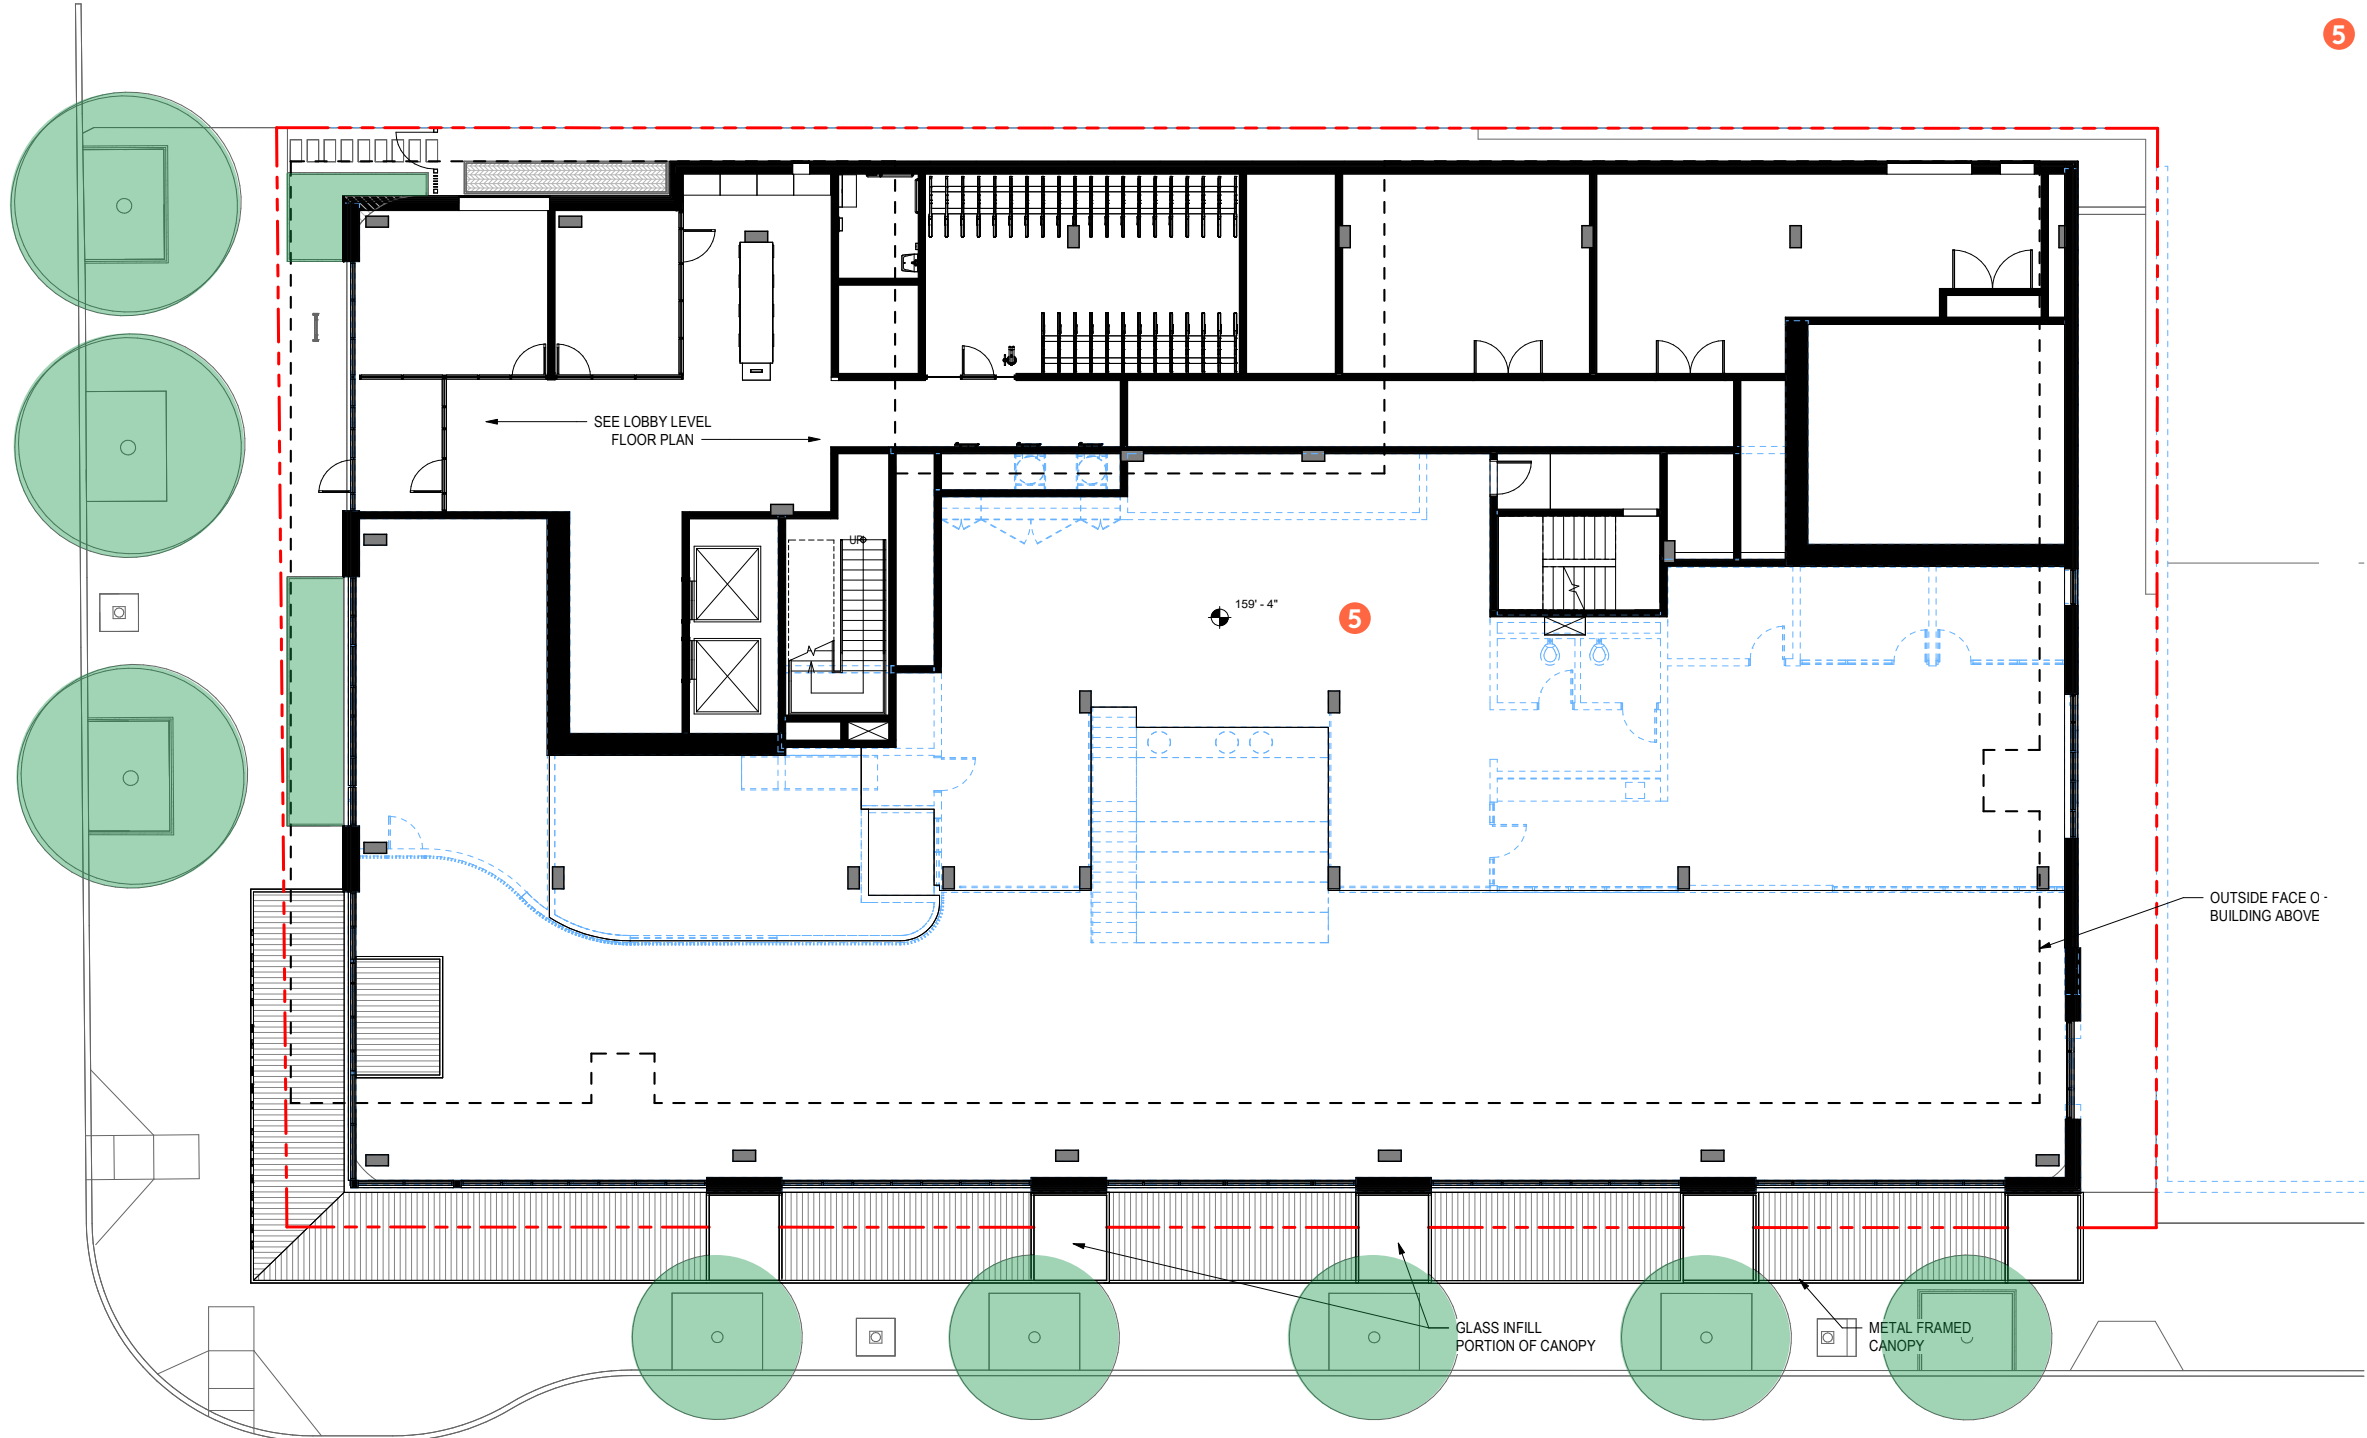 5
SEE LOBBY LEVEL
FLOOR PLAN
UP
159' - 4"
5
OUTSIDE FACE O
BUILDING ABOVE
GLASS INFILL
PORTION OF CANOPY
METAL FRAMED
CANOPY